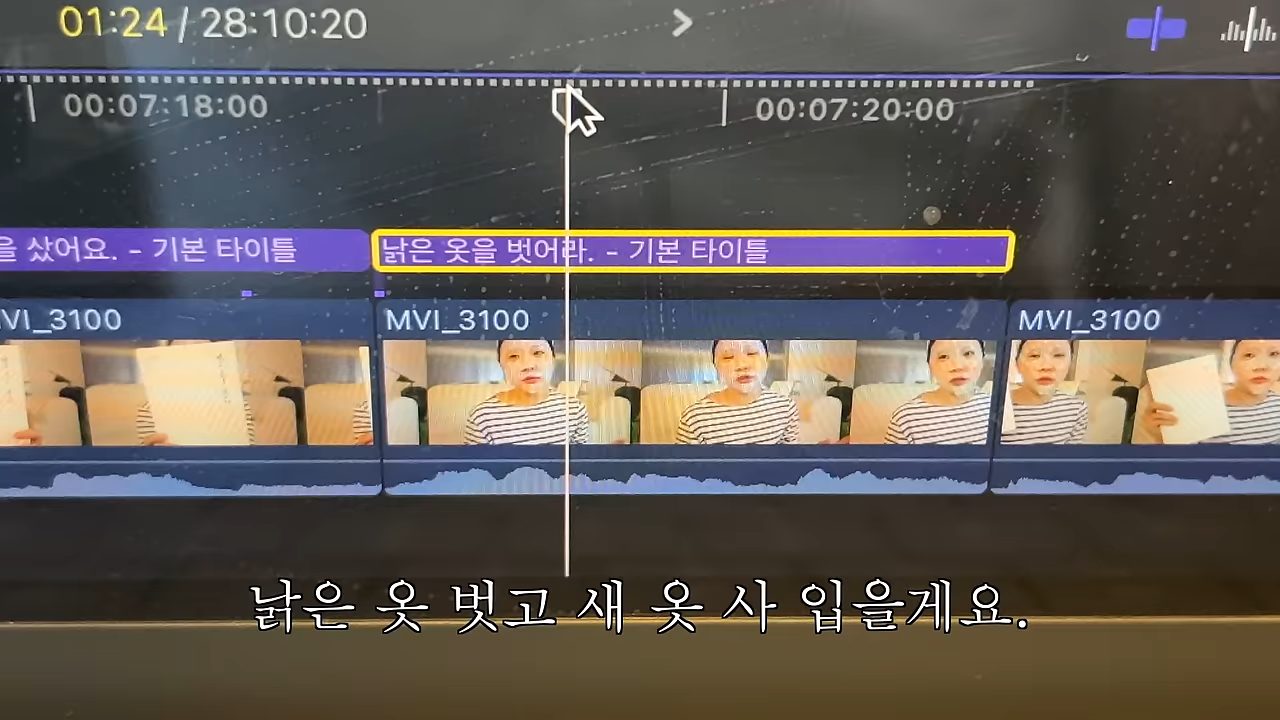 01:24 / 28:10:20
00:07:18:00
00:07:20:00
을 샀어요. - 기본 타이틀
낡은 옷을 벗어라. - 기본 타이틀
MVI_3100
MVI_3100
MVI_3100
낡은 옷 벗고 새 옷 사 입을게요.